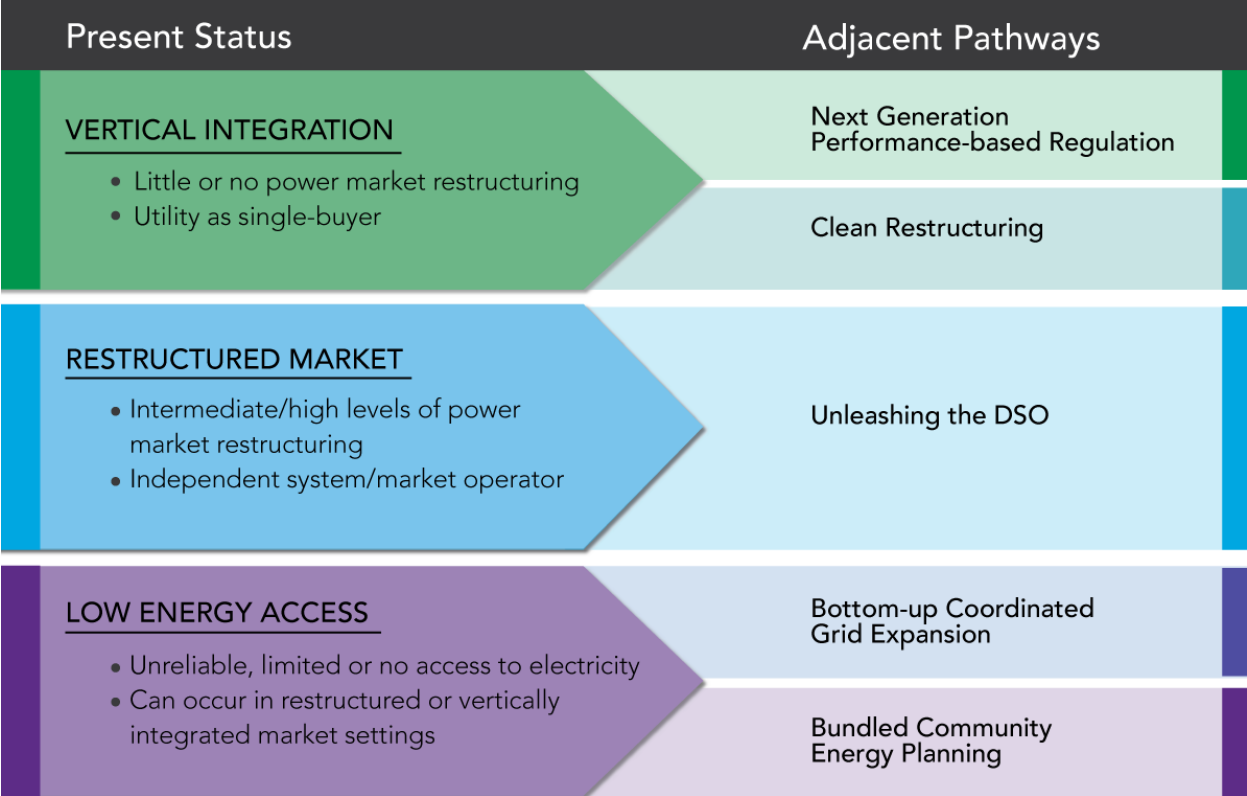 Present Status
Adjacent Pathways
VERTICAL INTEGRATION
• Little or no power market restructuring
• Utility as single-buyer
Next Generation
Performance-based Regulation
Clean Restructuring
RESTRUCTURED MARKET
• Intermediate/high levels of power
market restructuring
• Independent system/market operator
Unleashing the DSO
LOW ENERGY ACCESS
• Unreliable, limited or no access to electricity
• Can occur in restructured or vertically
integrated market settings
Bottom-up Coordinated
Grid Expansion
Bundled Community
Energy Planning